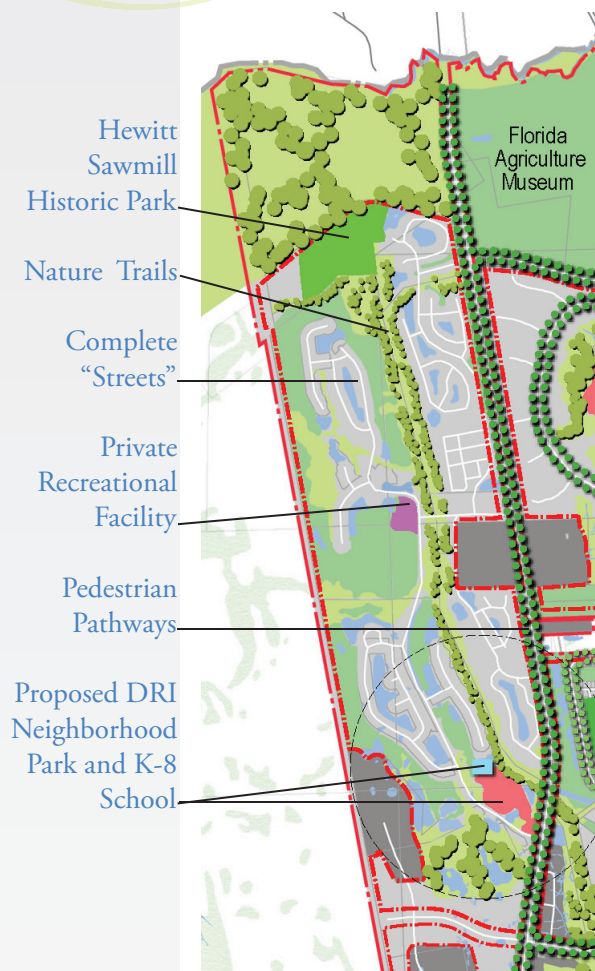 Florida
Agriculture
Museum
Hewitt
Sawmill
Historic Park
Nature Trails
Complete
“Streets”
Private
Recreational
Facility
Pedestrian
Pathways
Proposed DRI
Neighborhood
Park and K-8
School